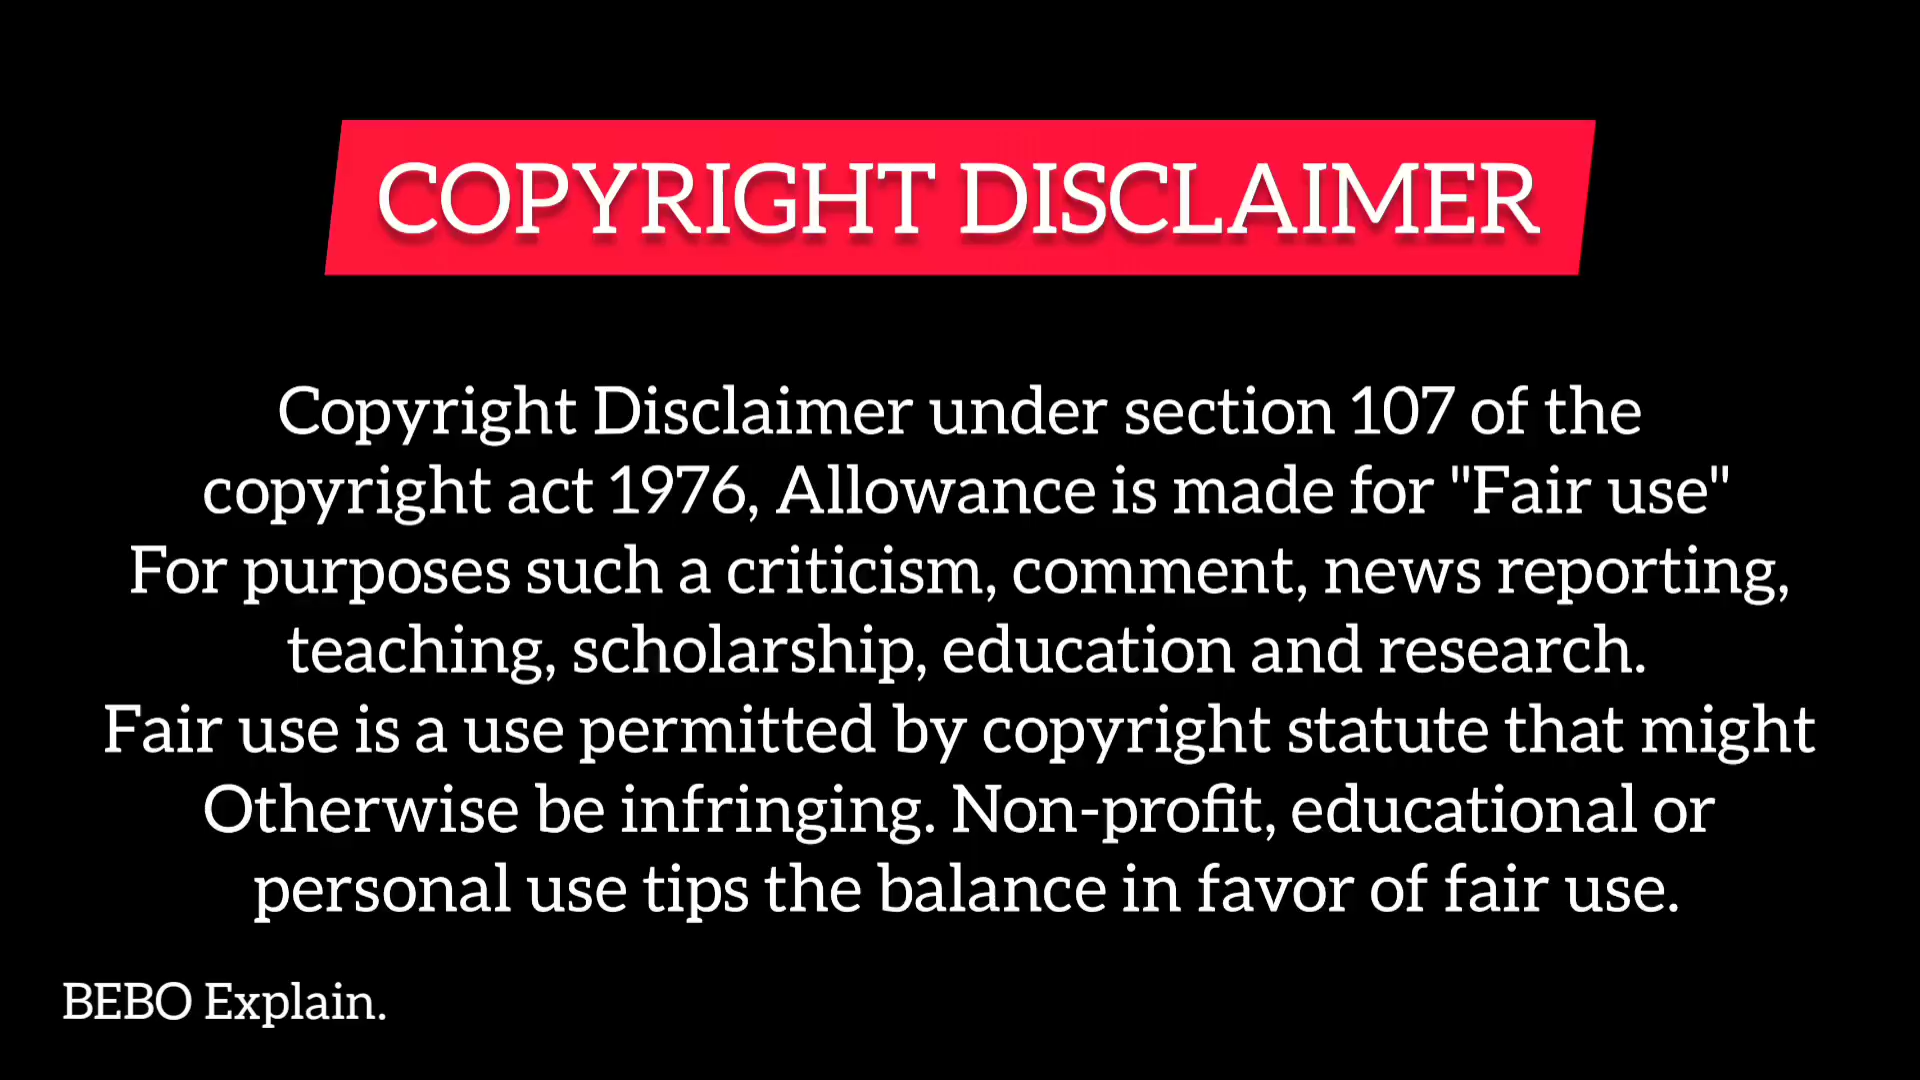 COPYRIGHT DISCLAIMER
Copyright Disclaimer under section 107 of the
copyright act 1976, Allowance is made for "Fair use"
For purposes such a criticism, comment, news reporting,
teaching, scholarship, education and research.
Fair use is a use permitted by copyright statute that might
Otherwise be infringing. Non-profit, educational or
personal use tips the balance in favor of fair use.
BEBO Explain.